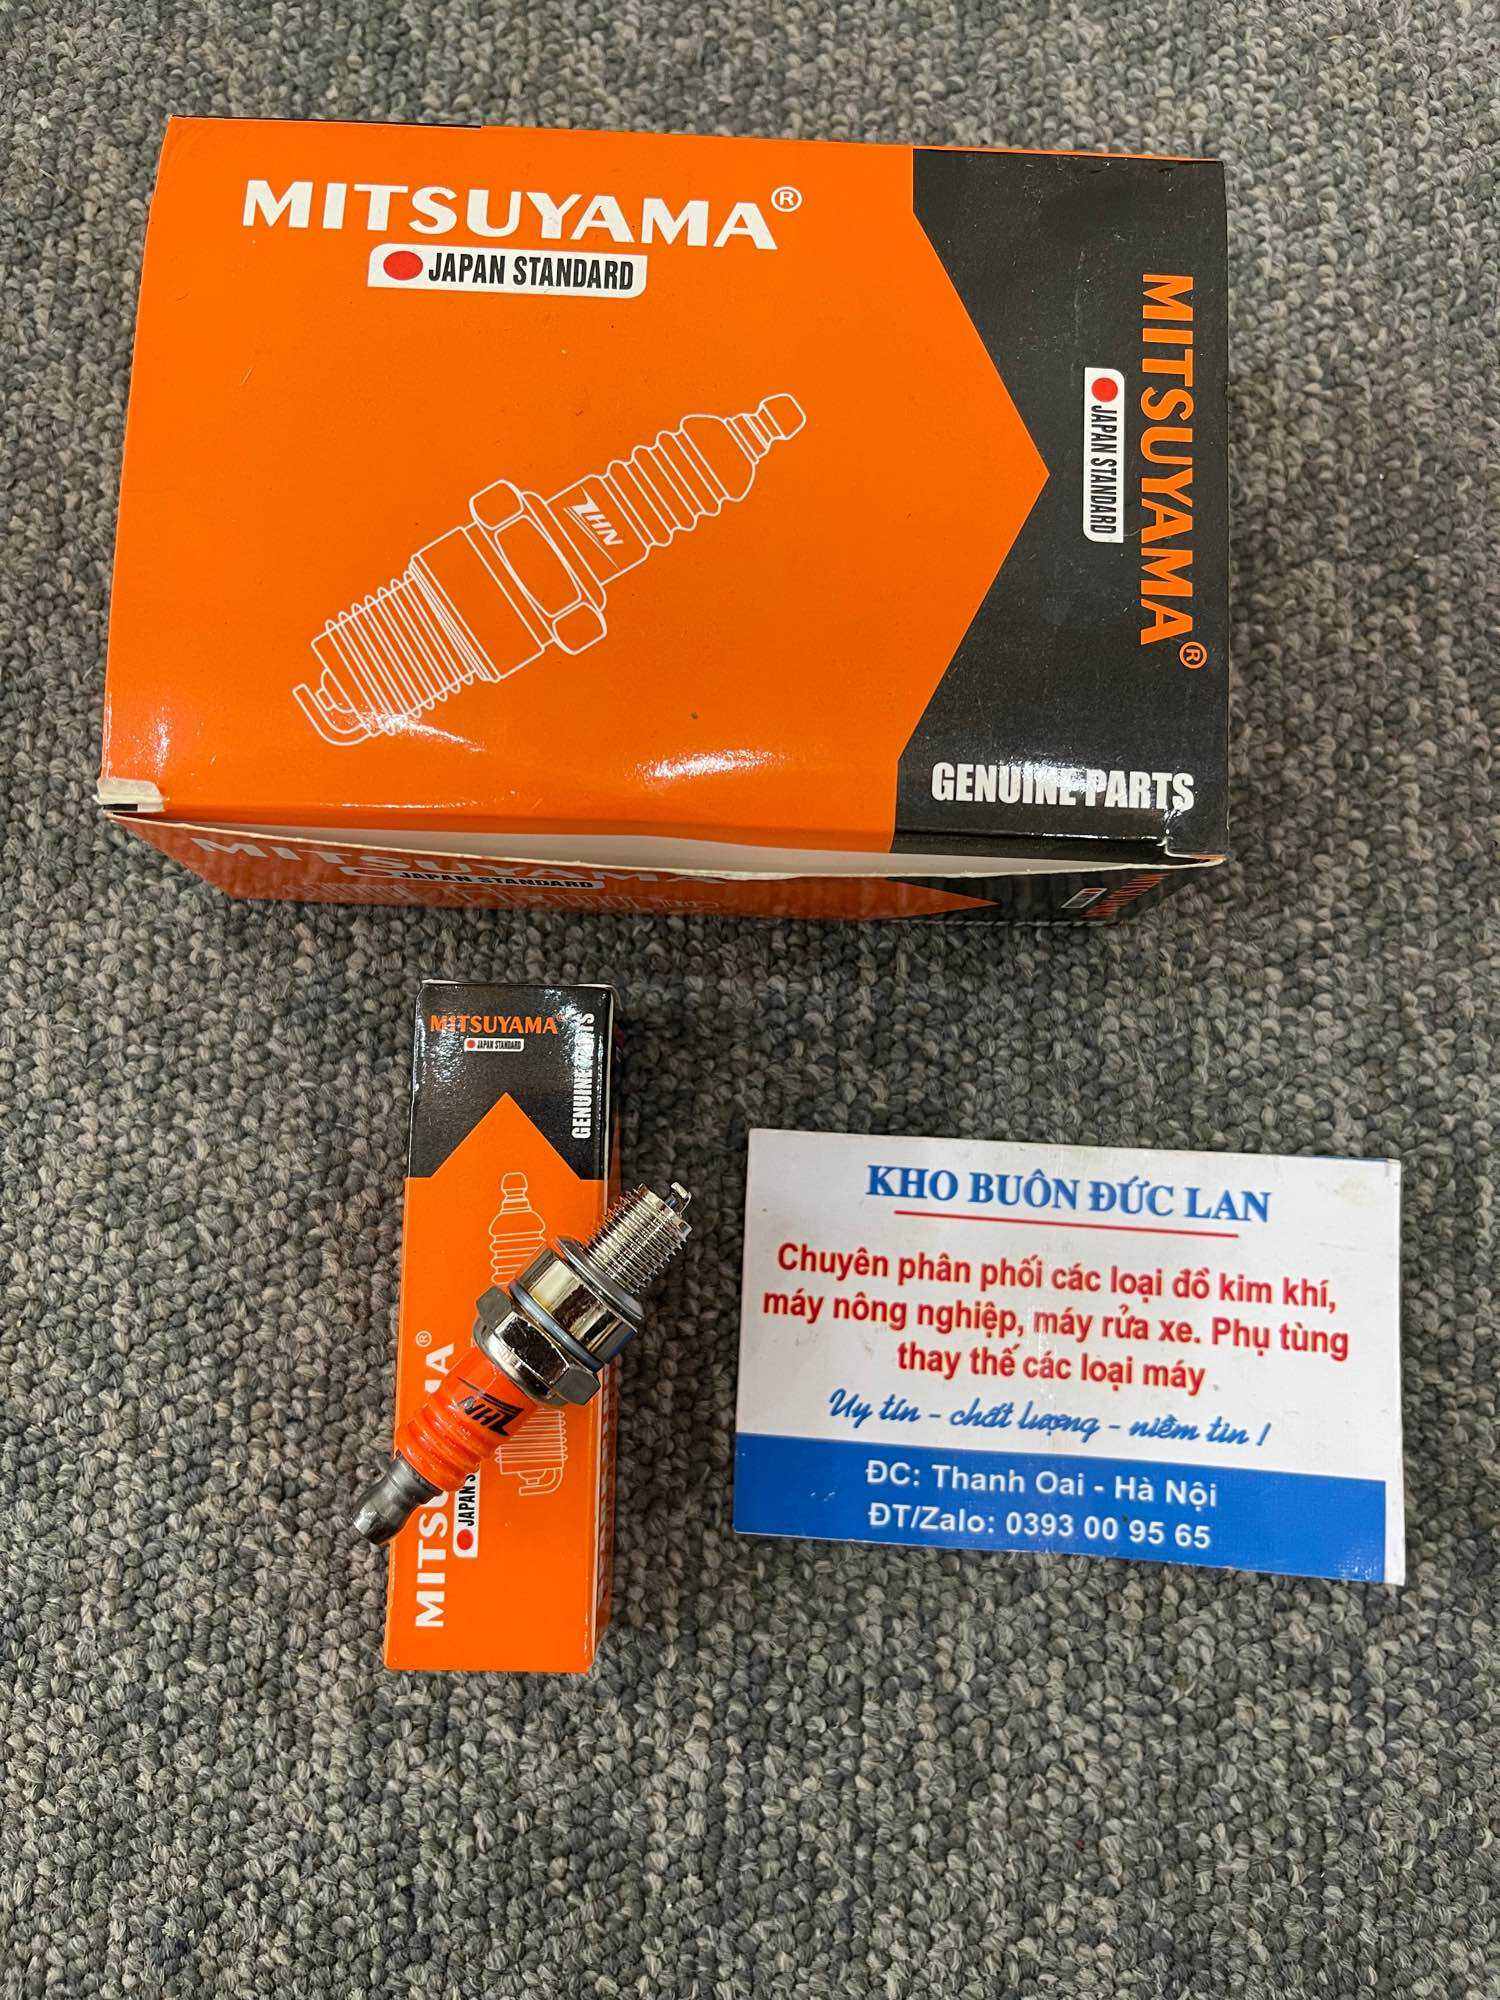 MITSUYAMA®
JAPAN STANDARD
ZHN
MITSUYAMA®
JAPAN STANDARD
GENUINE PARTS
MITSUYAMA
JAPAN STANDARD
MITSUYAMA®
JAPAN STANDARD
GENUINE PARTS
ZHN
KHO BUÔN ĐỨC LAN
Chuyên phân phối các loại đồ kim khí,
máy nông nghiệp, máy rửa xe. Phụ tùng
thay thế các loại máy
Uy tín - chất lượng - niềm tin !
ĐC: Thanh Oai - Hà Nội
ĐT/Zalo: 0393 00 95 65